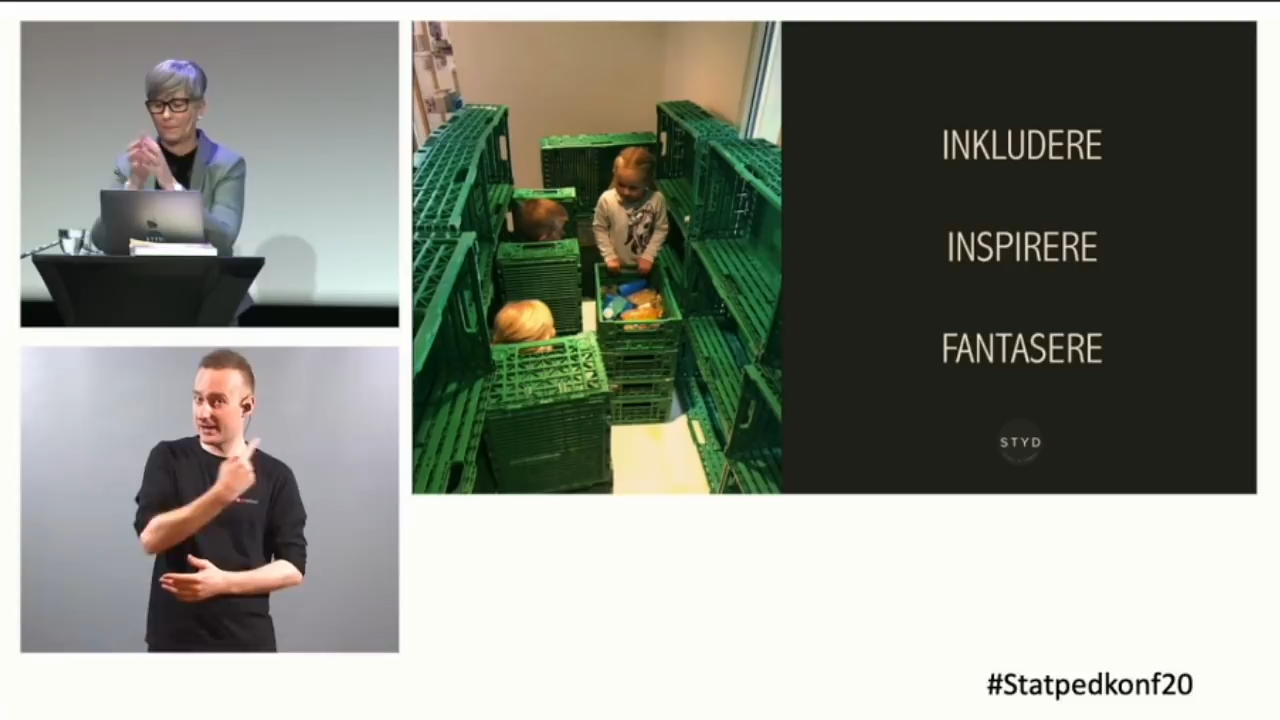 INKLUDERE
INSPIRERE
FANTASERE
STYD
#Statpedkonf20